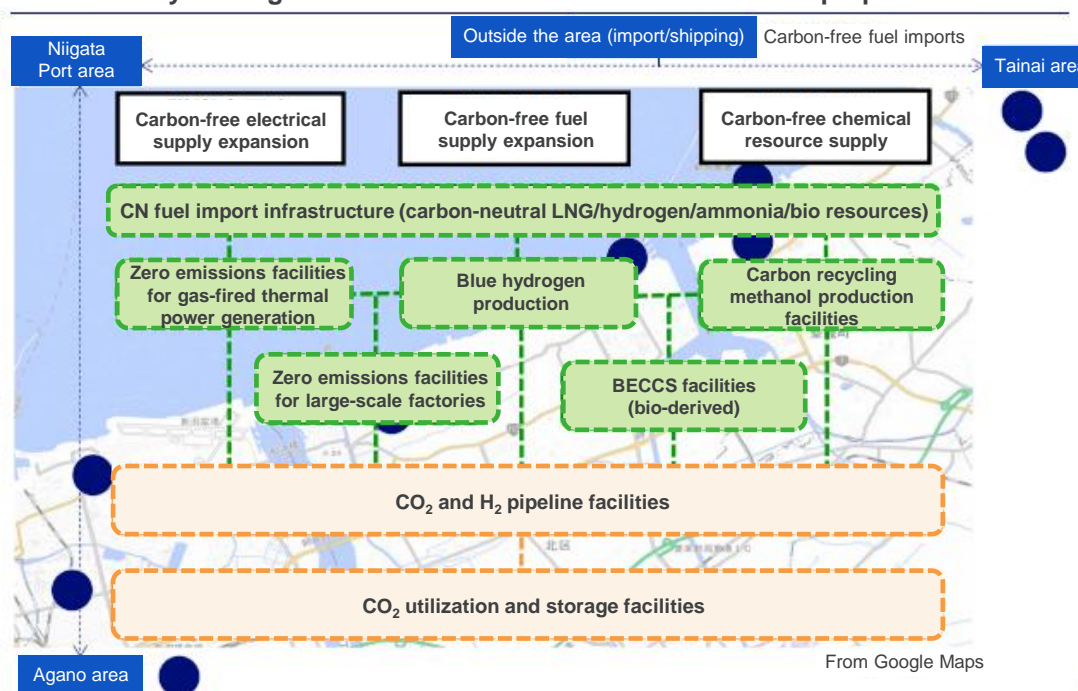 Niigata
Port area
Outside the area (import/shipping)
Carbon-free fuel imports
Tainai area
Carbon-free electrical
supply expansion
Carbon-free fuel
supply expansion
Carbon-free chemical
resource supply
CN fuel import infrastructure (carbon-neutral LNG/hydrogen/ammonia/bio resources)
Zero emissions facilities
for gas-fired thermal
power generation
Blue hydrogen
production
Carbon recycling
methanol production
facilities
Zero emissions facilities
for large-scale factories
BECCS facilities
(bio-derived)
CO₂ and H₂ pipeline facilities
北区
CO₂ utilization and storage facilities
From Google Maps
Agano area